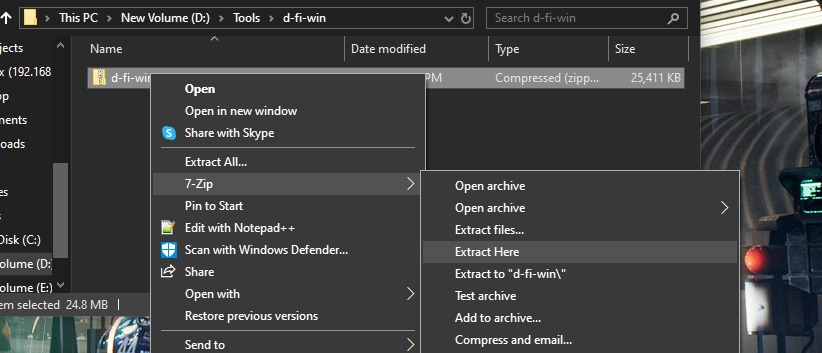 This PC > New Volume (D:) > Tools > d-fi-win
Search d-fi-win
Name Date modified Type Size
d-fi-win PM Compressed (zipp... 25,411 KB
ojects
x (192.168
op
ments
loads
es
s
Disk (C:)
olume (D:)
olume (E:)
em selected 24.8 MB
Open
Open in new window
Share with Skype
Extract All...
7-Zip
Pin to Start
Edit with Notepad++
Scan with Windows Defender...
Share
Open with
Restore previous versions
Send to
Open archive
Open archive
Extract files...
Extract Here
Extract to "d-fi-win\"
Test archive
Add to archive...
Compress and email...